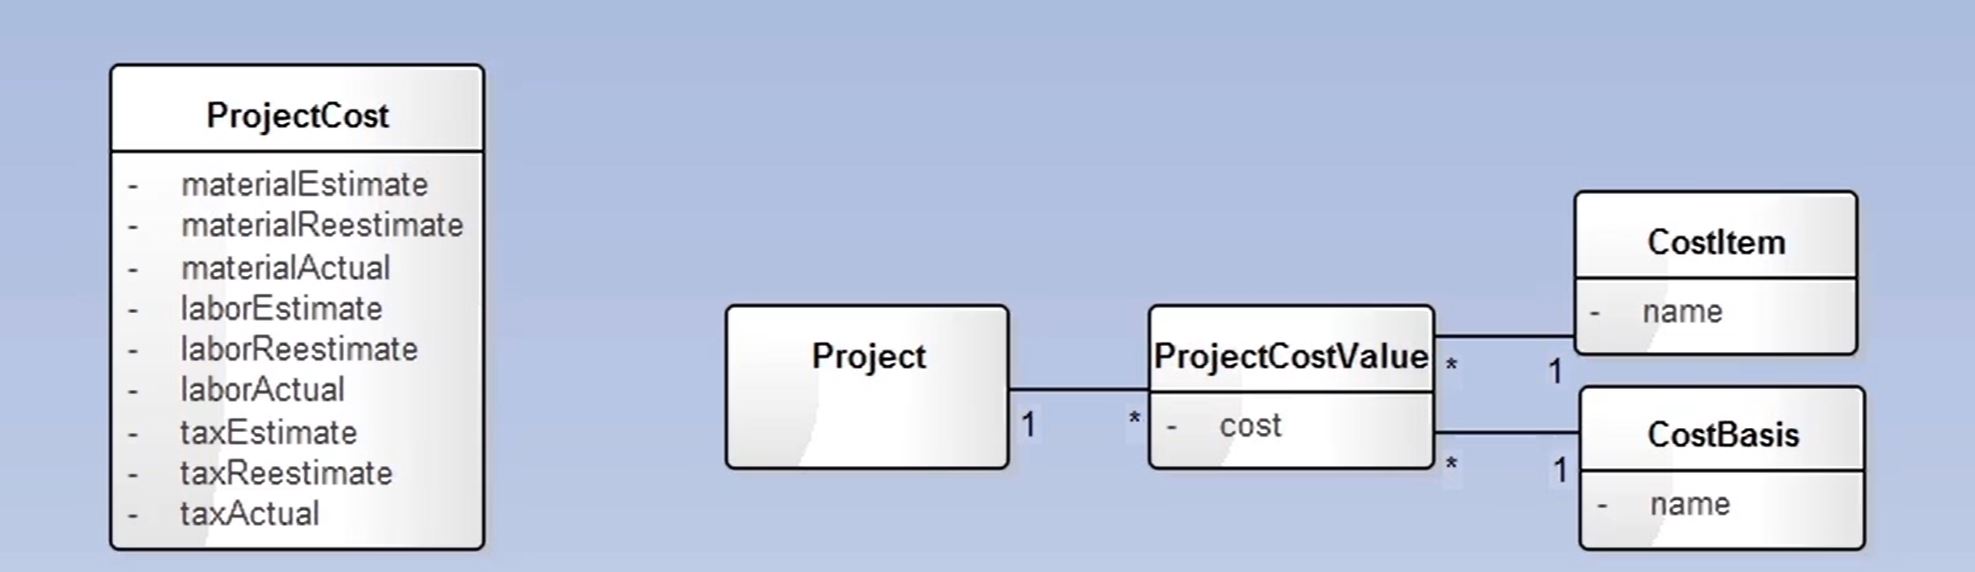 ProjectCost
- materialEstimate
- materialReestimate
- materialActual
- laborEstimate
- laborReestimate
- laborActual
- taxEstimate
- taxReestimate
- taxActual
Project
1
*
ProjectCostValue
- cost
*
1
*
1
CostItem
- name
CostBasis
- name